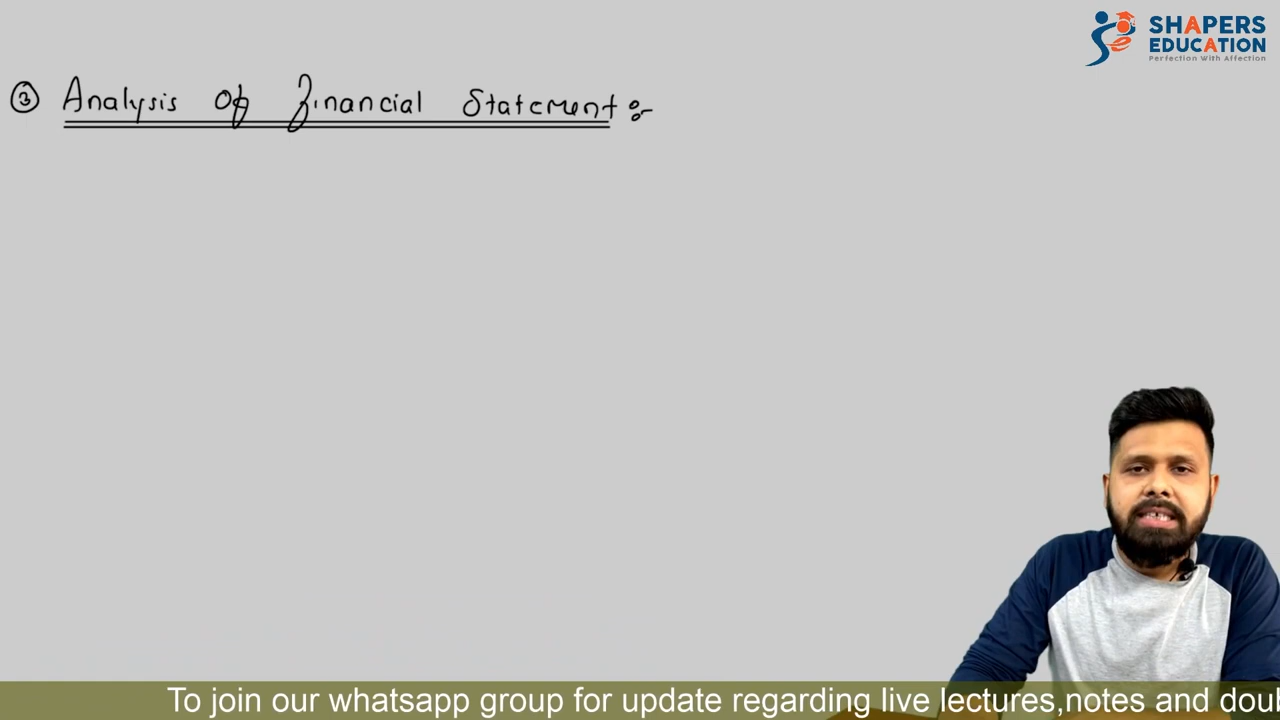 SHAPERS
EDUCATION
Perfection With Affection
③ Analysis Of Financial Statement :-
To join our whatsapp group for update regarding live lectures,notes and doul